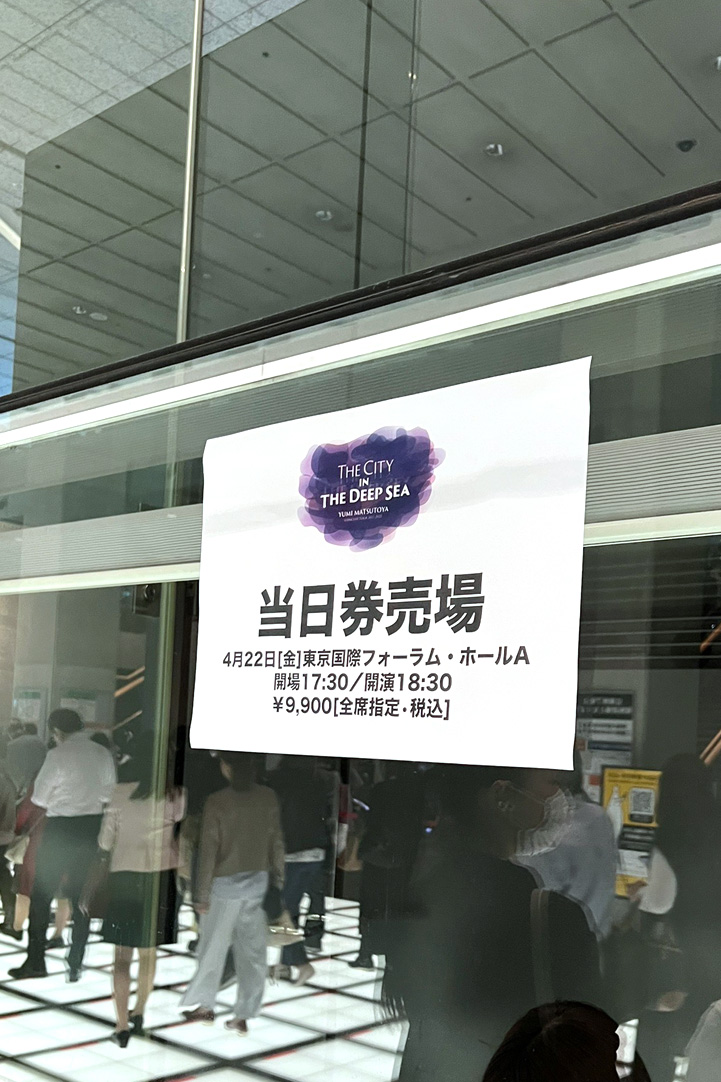 THE CITY
IN
THE DEEP SEA
YUMI MATSUTOYA
当日券売場
4月22日[金]東京国際フォーラム・ホールA
開場17:30／開演18:30
￥9,900[全席指定・税込]